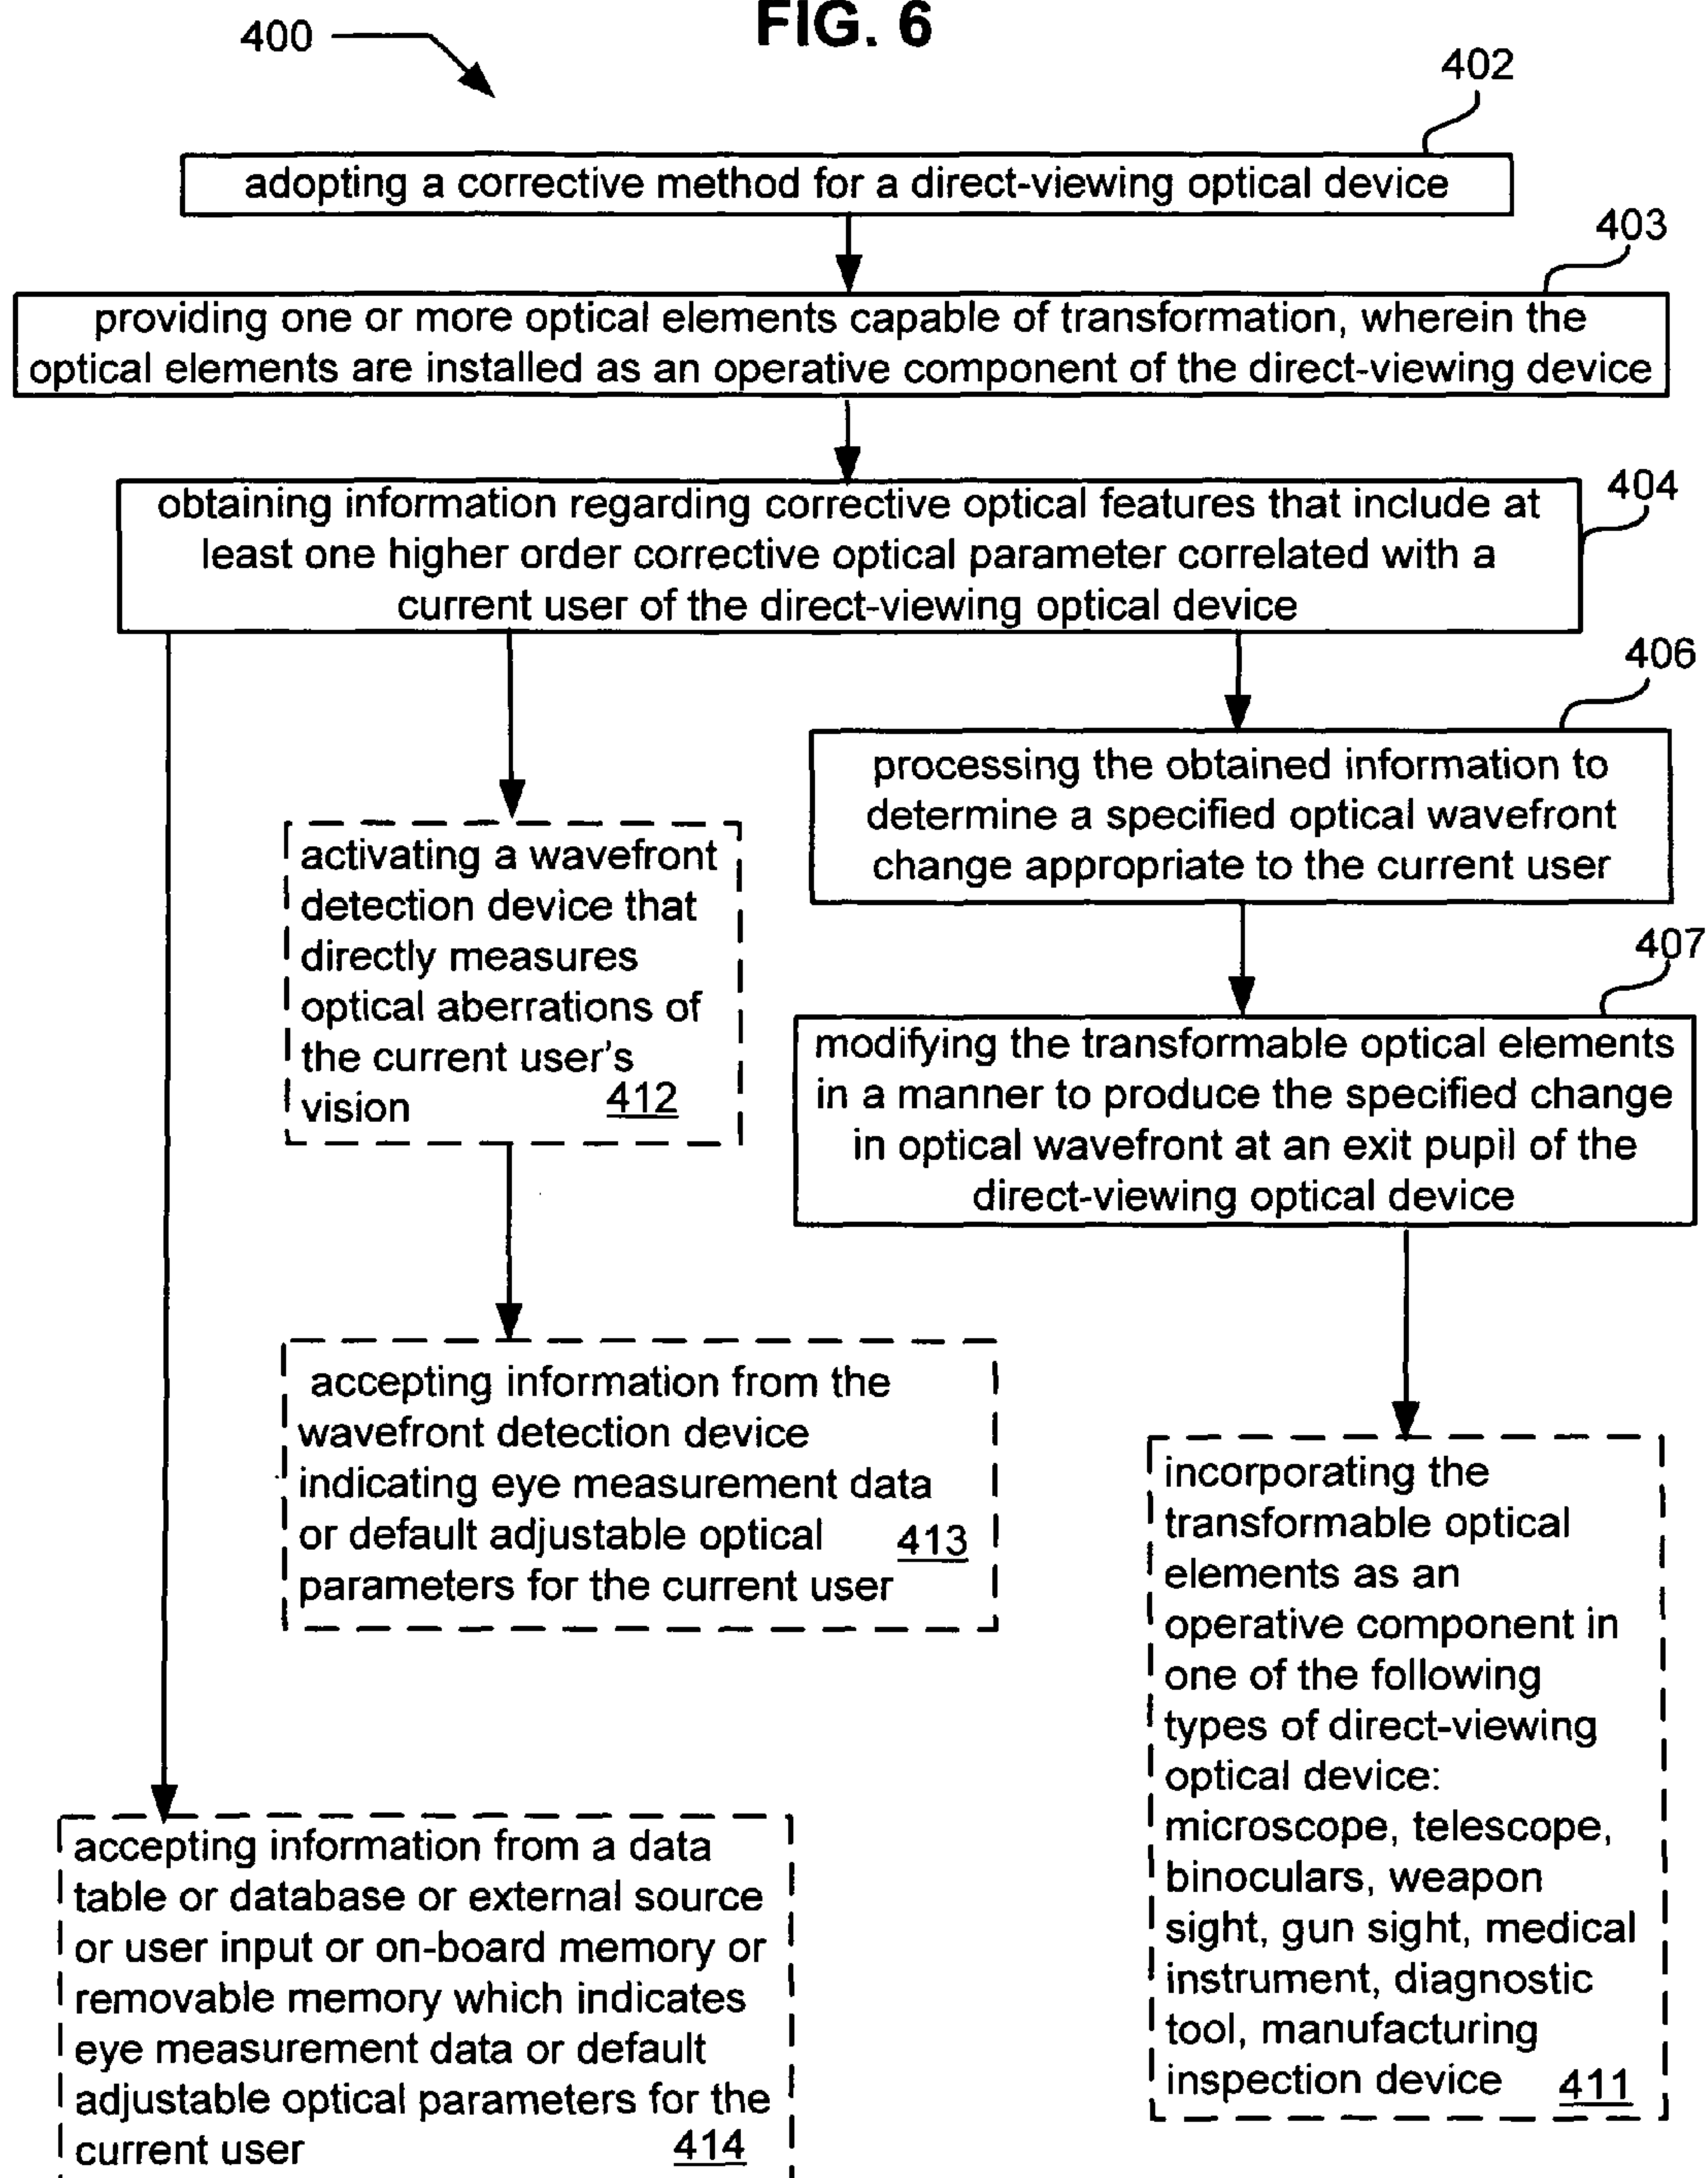 FIG. 6
400
402
adopting a corrective method for a direct-viewing optical device
403
providing one or more optical elements capable of transformation, wherein the
optical elements are installed as an operative component of the direct-viewing device
404
obtaining information regarding corrective optical features that include at
least one higher order corrective optical parameter correlated with a
current user of the direct-viewing optical device
406
processing the obtained information to
determine a specified optical wavefront
change appropriate to the current user
407
modifying the transformable optical elements
in a manner to produce the specified change
in optical wavefront at an exit pupil of the
direct-viewing optical device
activating a wavefront
detection device that
directly measures
optical aberrations of
the current user's
vision 412
accepting information from the
wavefront detection device
indicating eye measurement data
or default adjustable optical 413
parameters for the current user
incorporating the
transformable optical
elements as an
operative component in
one of the following
types of direct-viewing
optical device:
microscope, telescope,
binoculars, weapon
sight, gun sight, medical
instrument, diagnostic
tool, manufacturing
inspection device 411
accepting information from a data
table or database or external source
or user input or on-board memory or
removable memory which indicates
eye measurement data or default
adjustable optical parameters for the
current user 414